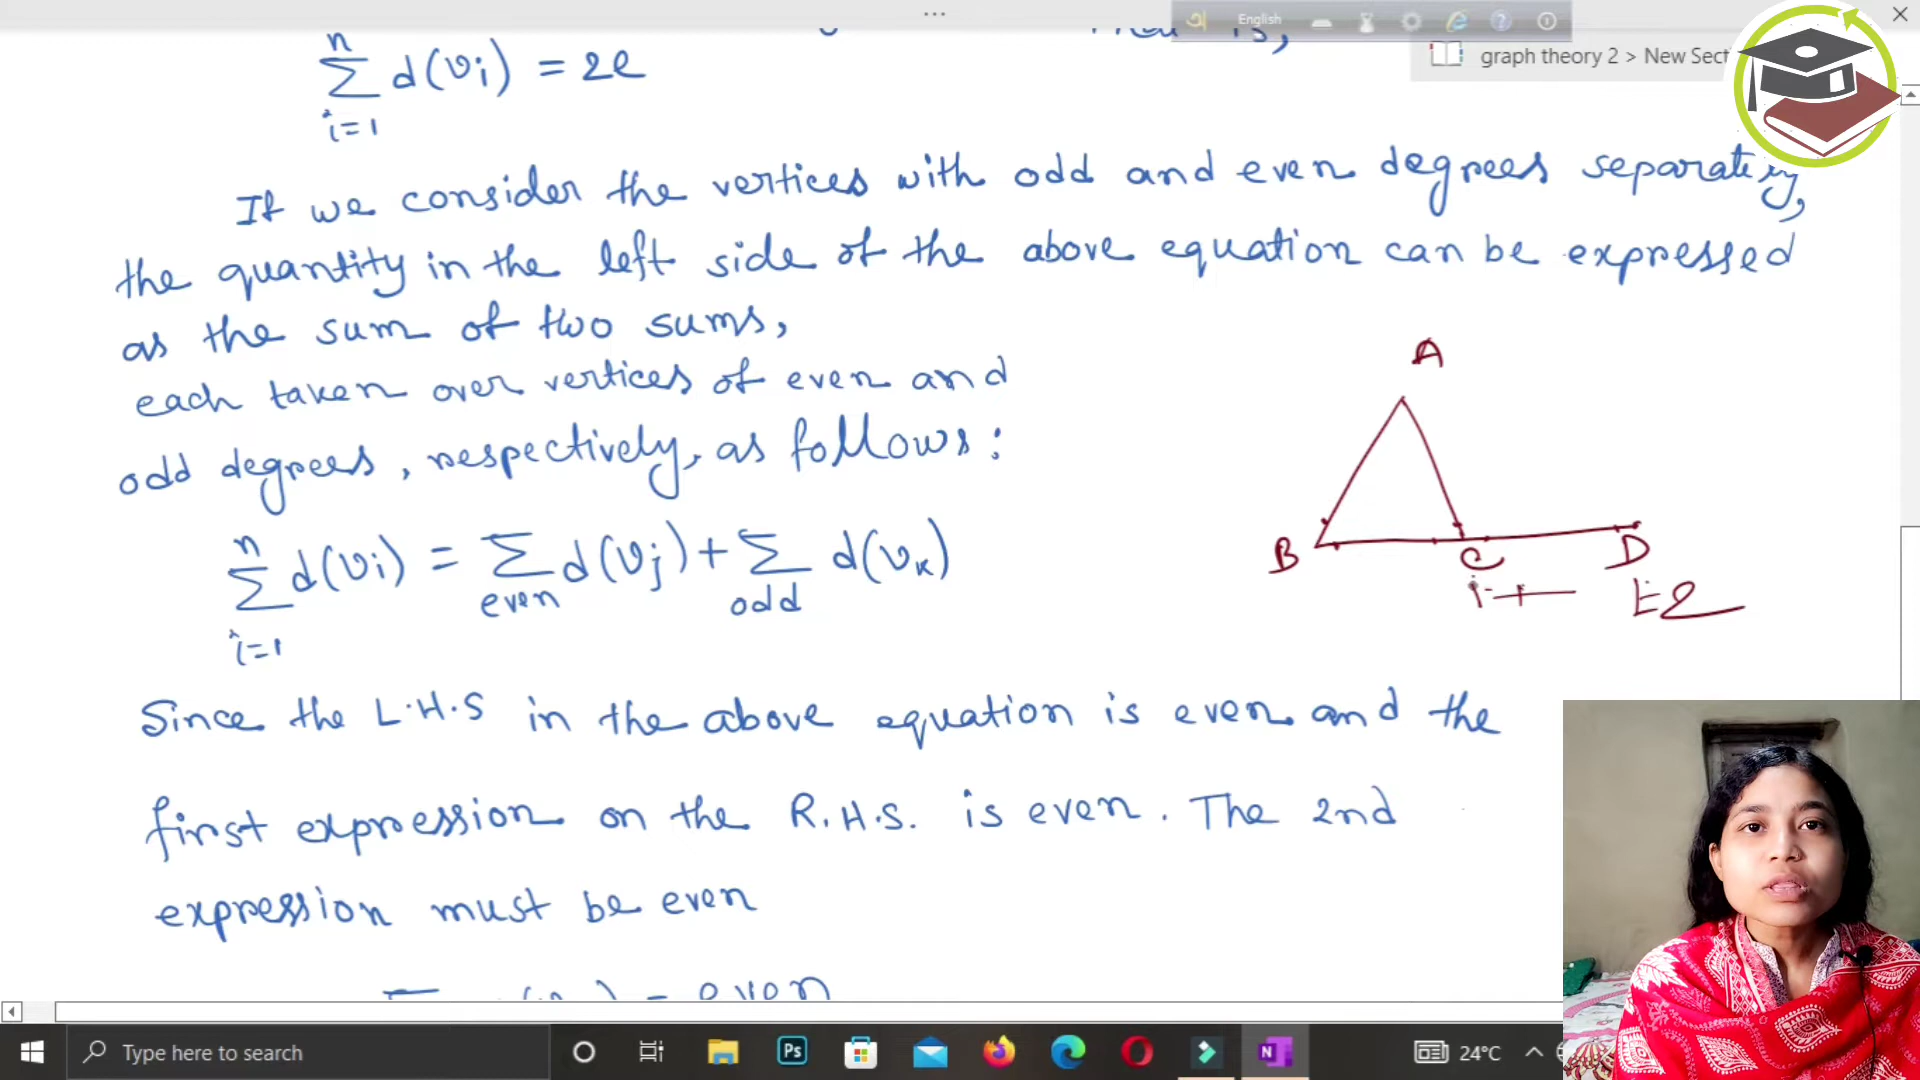 English
graph theory 2 > New Sect
n
Σ d(vi) = 2e
i=1
If we consider the vertices with odd and even degrees separately,
the quantity in the left side of the above equation can be expressed
as the sum of two sums,
each taken over vertices of even and
odd degrees, respectively, as follows:
n
Σ d(vi) = Σ d(vj) + Σ d(vk)
i=1 even odd
A
B C D
Since the L.H.S in the above equation is even and the
first expression on the R.H.S. is even. The 2nd
expression must be even
= even
Type here to search
Ps
N
24°C